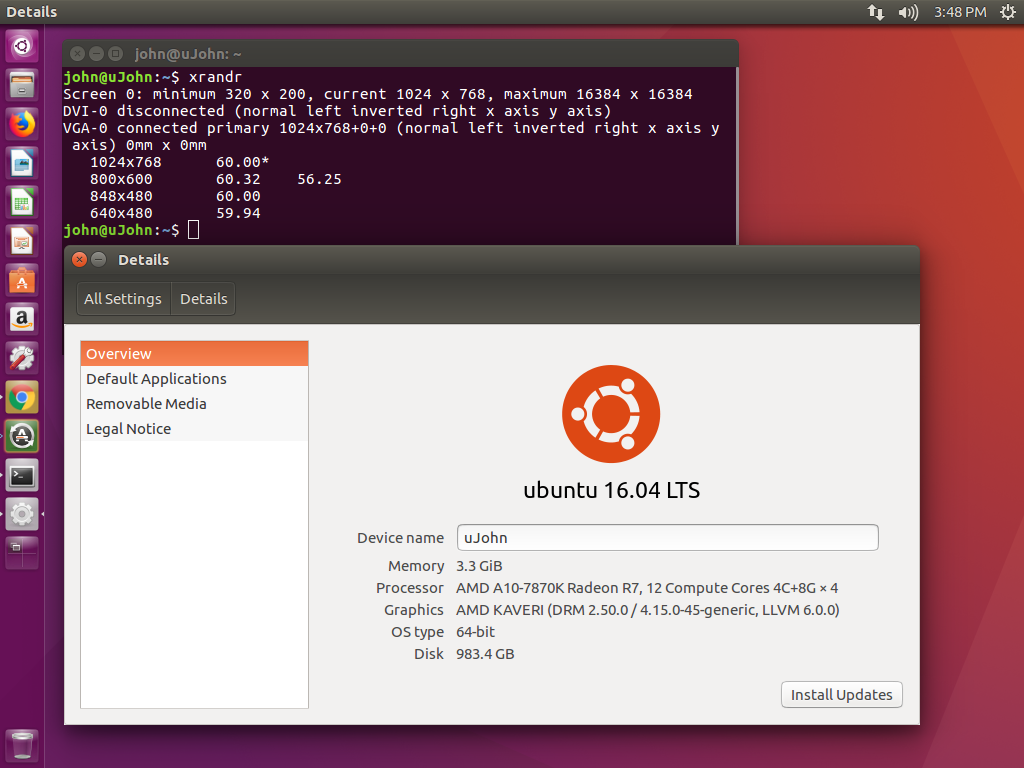 Details
3:48 PM
john@uJohn: ~
john@uJohn:~$ xrandr
Screen 0: minimum 320 x 200, current 1024 x 768, maximum 16384 x 16384
DVI-0 disconnected (normal left inverted right x axis y axis)
VGA-0 connected primary 1024x768+0+0 (normal left inverted right x axis y
axis) 0mm x 0mm
1024x768 60.00*
800x600 60.32 56.25
848x480 60.00
640x480 59.94
john@uJohn:~$
Details
All Settings Details
Overview
Default Applications
Removable Media
Legal Notice
ubuntu 16.04 LTS
Device name uJohn
Memory 3.3 GiB
Processor AMD A10-7870K Radeon R7, 12 Compute Cores 4C+8G × 4
Graphics AMD KAVERI (DRM 2.50.0 / 4.15.0-45-generic, LLVM 6.0.0)
OS type 64-bit
Disk 983.4 GB
Install Updates
a